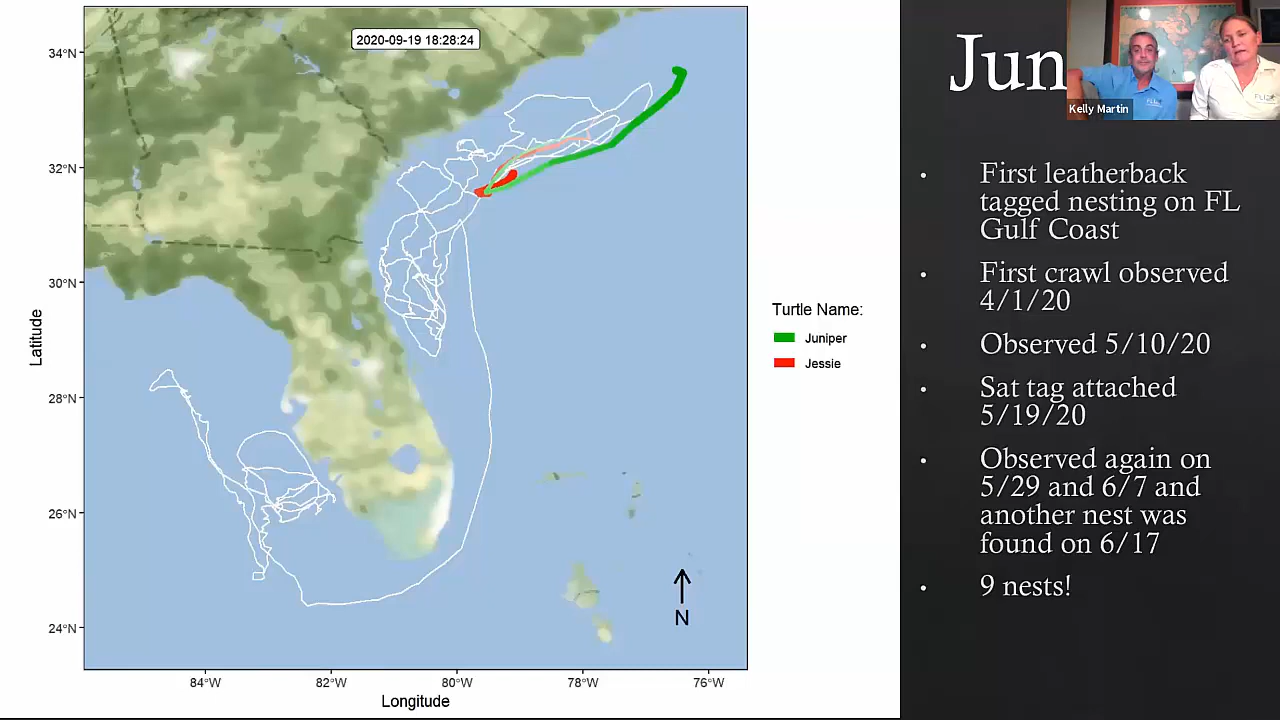 2020-09-19 18:28:24
34°N
32°N
30°N
28°N
26°N
24°N
Latitude
84°W
82°W
80°W
78°W
76°W
Longitude
N
Turtle Name:
Juniper
Jessie
Jun
Kelly Martin
• First leatherback
tagged nesting on FL
Gulf Coast
• First crawl observed
4/1/20
• Observed 5/10/20
• Sat tag attached
5/19/20
• Observed again on
5/29 and 6/7 and
another nest was
found on 6/17
• 9 nests!